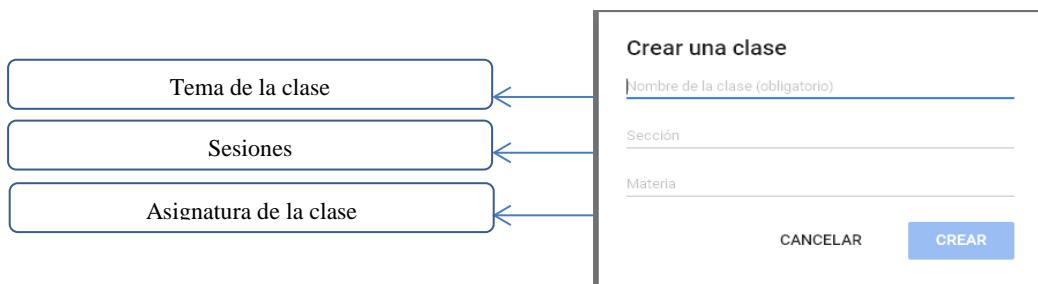 Crear una clase
Tema de la clase
Nombre de la clase (obligatorio)
Sesiones
Sección
Asignatura de la clase
Materia
CANCELAR
CREAR